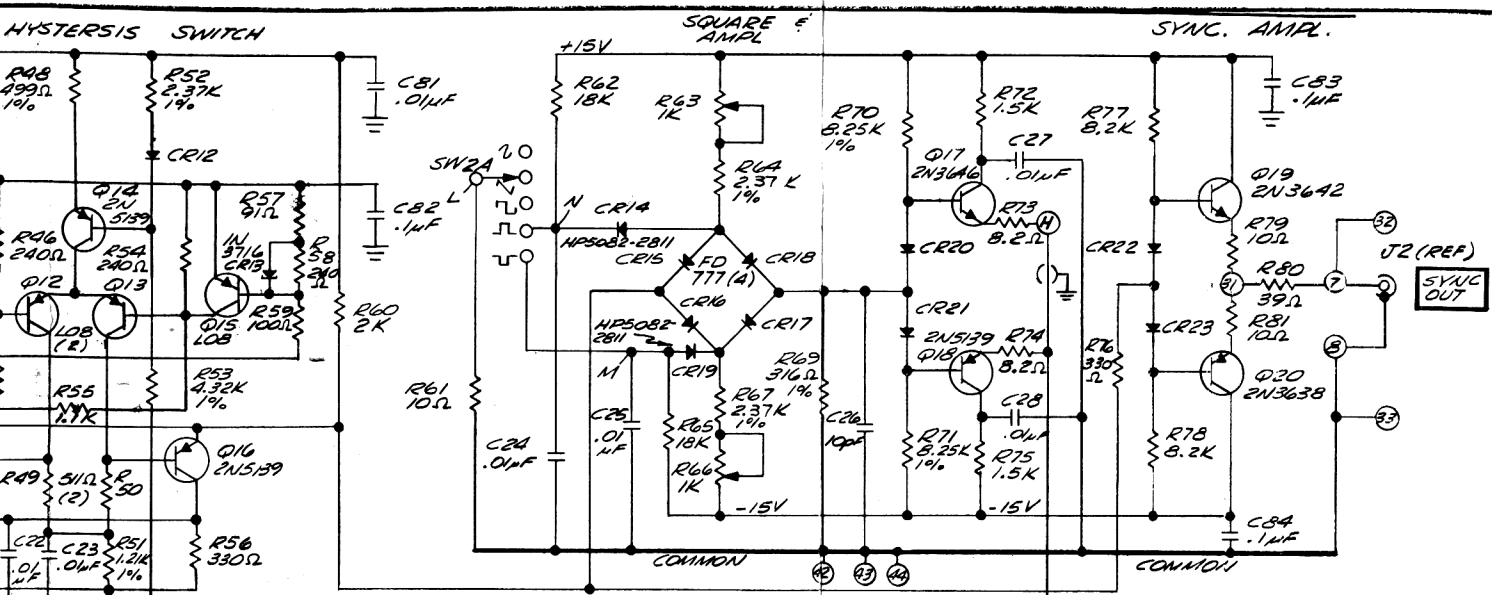 HYSTERSIS SWITCH
SQUARE &
AMPL
SYNC. AMPL.
R48
499Ω
1%
R52
2.37K
1%
C81
.01µF
+15V
R62
18K
R63
1K
R70
8.25K
1%
R72
1.5K
C27
.01µF
R77
8.2K
C83
.1µF
CR12
SW2A
L
N
R64
2.37K
1%
Q17
2N3646
Q19
2N3642
Q14
2N
5139
R57
91Ω
C82
.1µF
CR14
HP5082-2811
R73
8.2Ω
H
R79
10Ω
32
R46
240Ω
R54
240Ω
1N
3716
CR13
R
58
240
Ω
CR15
FD
777(4)
CR18
CR20
CR22
J2 (REF)
SYNC
OUT
31
R80
39Ω
7
Q12
Q13
LO8
(2)
Q15
LO8
R59
100Ω
R60
2K
CR16
HP5082
2811
CR17
CR21
2N5139
Q18
R74
8.2Ω
CR23
R81
10Ω
8
M
CR19
R69
316Ω
1%
R76
330
Ω
Q20
2N3638
R53
4.32K
1%
R55
1.7K
R61
10Ω
C25
.01
µF
R67
2.37K
1%
R65
18K
C26
10pF
C28
.01µF
33
C24
.01µF
R66
1K
R71
8.25K
1%
R75
1.5K
R78
8.2K
Q16
2N5139
R49
511Ω
(2)
R
50
-15V
-15V
C22
.01
µF
C23
.01µF
R51
1.21K
1%
R56
330Ω
C84
.1µF
COMMON
COMMON
42
43
44